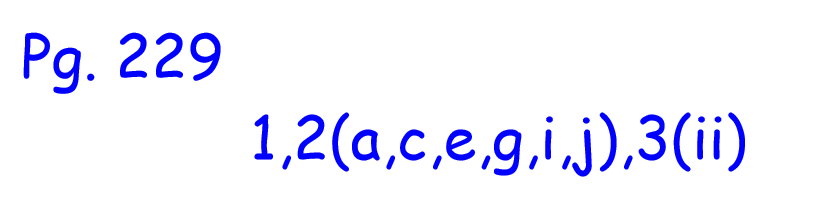 Pg. 229
1,2(a,c,e,g,i,j),3(ii)